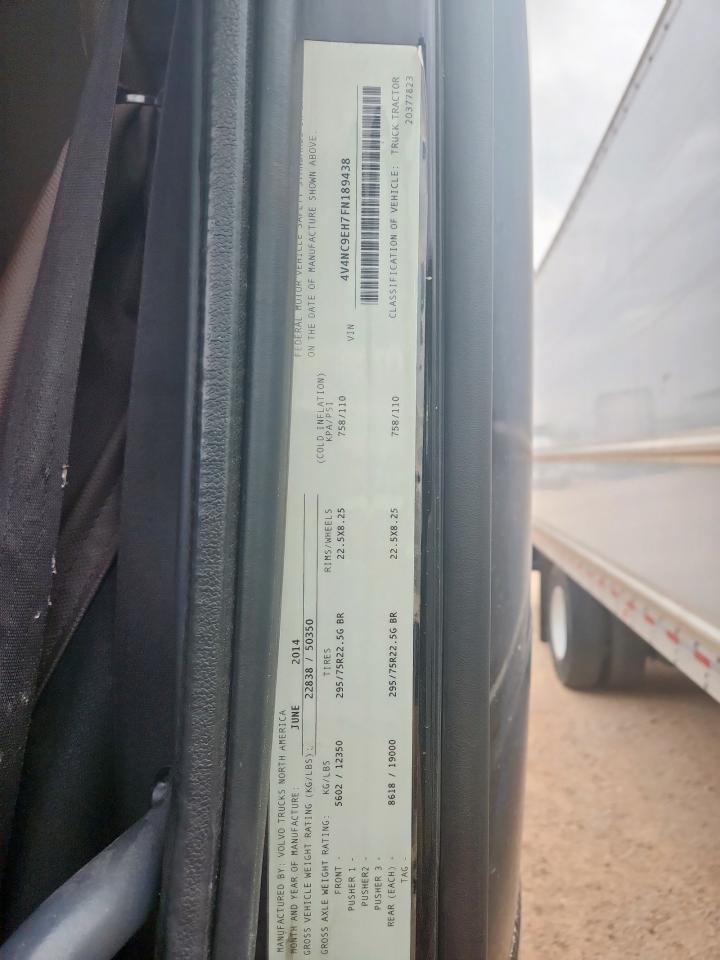 MANUFACTURED BY: VOLVO TRUCKS NORTH AMERICA
MONTH AND YEAR OF MANUFACTURE: JUNE 2014
FEDERAL MOTOR VEHICLE SAFETY
GROSS VEHICLE WEIGHT RATING (KG/LBS): 22838 / 50350
ON THE DATE OF MANUFACTURE SHOWN ABOVE.
GROSS AXLE WEIGHT RATING: KG/LBS TIRES RIMS/WHEELS (COLD INFLATION) KPA/PSI
FRONT - 5602 / 12350 295/75R22.5G BR 22.5X8.25 758/110
VIN 4V4NC9EH7FN189438
PUSHER 1 -
PUSHER2 -
PUSHER 3 -
REAR (EACH) - 8618 / 19000 295/75R22.5G BR 22.5X8.25 758/110
CLASSIFICATION OF VEHICLE: TRUCK TRACTOR
TAG -
20377823